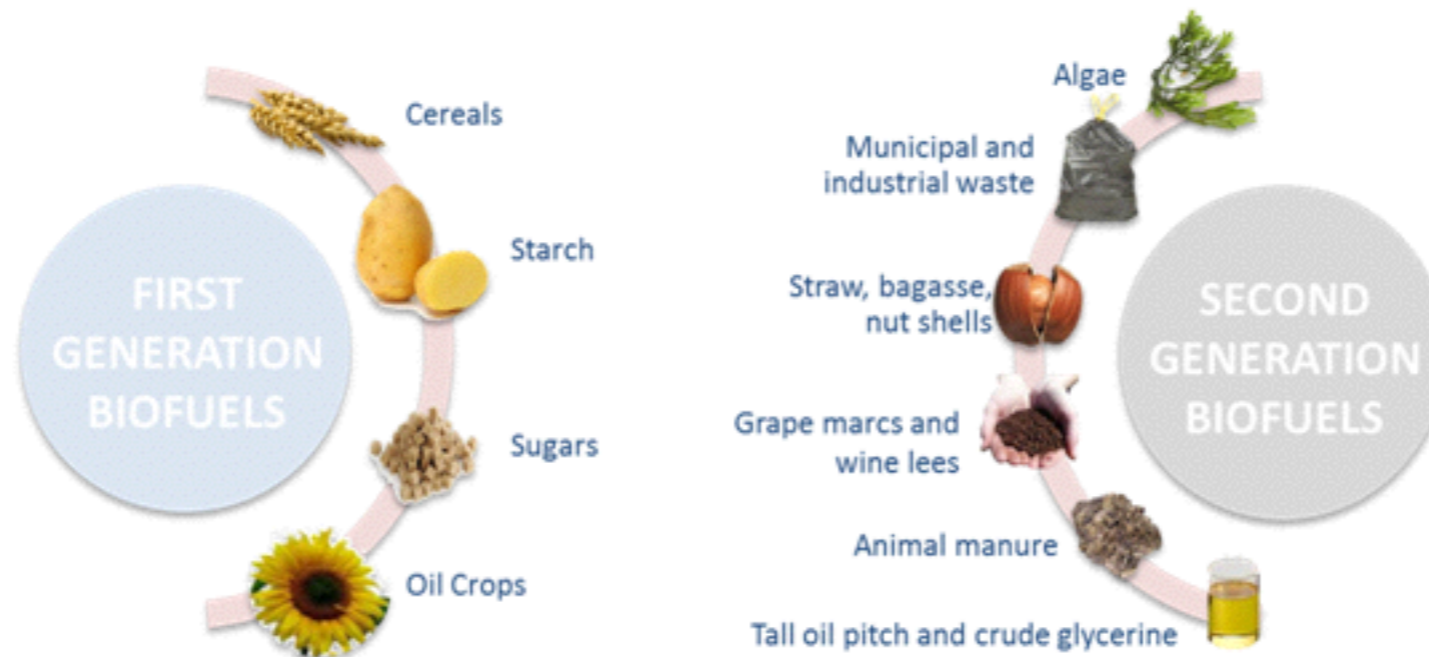 FIRST
GENERATION
BIOFUELS
Cereals
Starch
Sugars
Oil Crops
Algae
Municipal and
industrial waste
Straw, bagasse,
nut shells
Grape marcs and
wine lees
Animal manure
Tall oil pitch and crude glycerine
SECOND
GENERATION
BIOFUELS